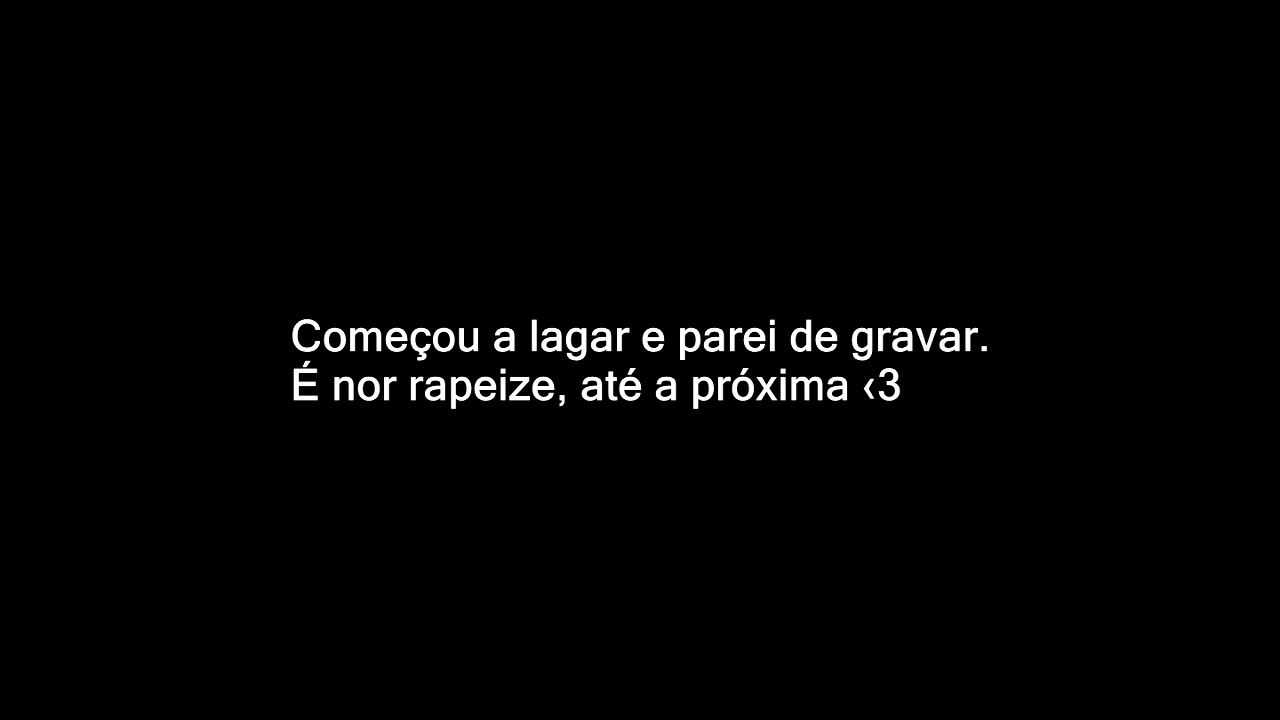 Começou a lagar e parei de gravar.
É nor rapeize, até a próxima ‹3